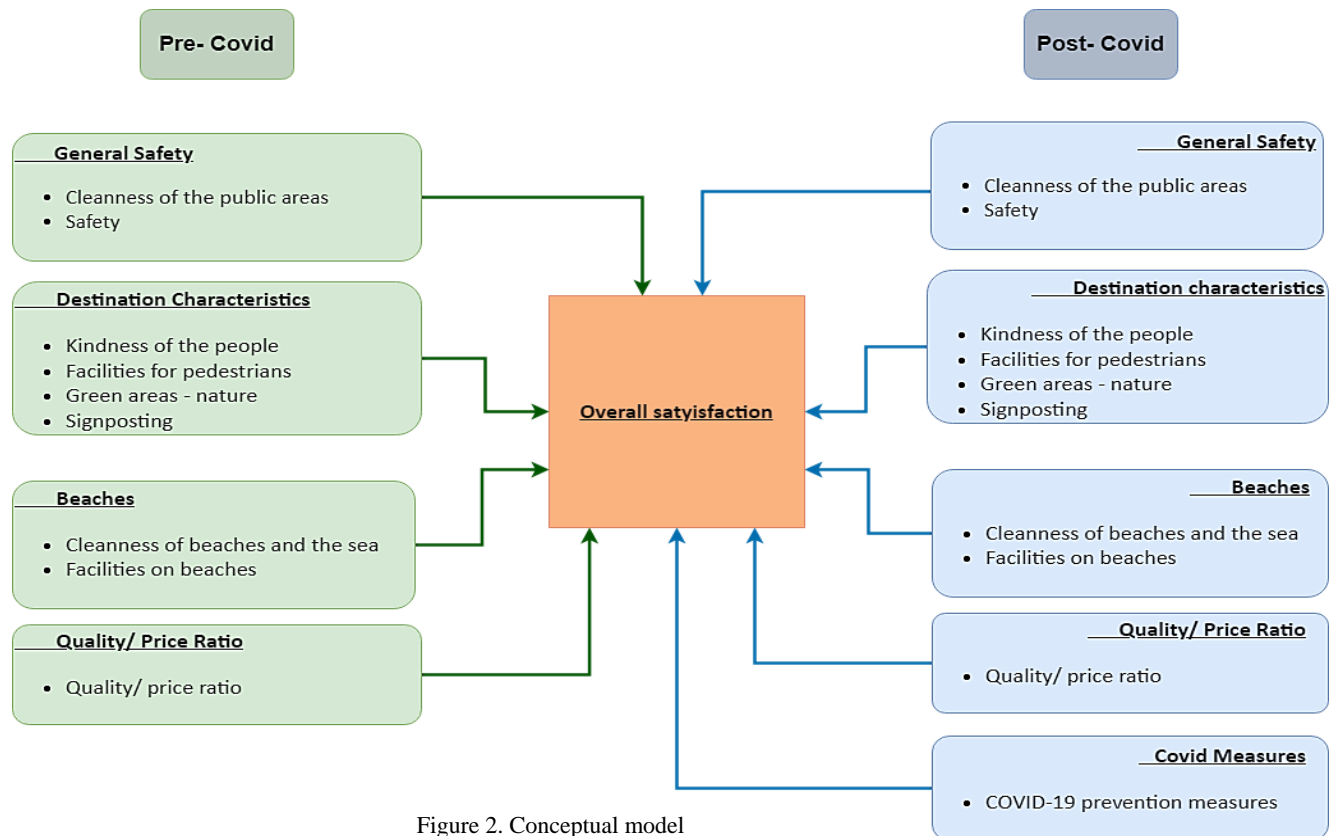 Pre- Covid
Post- Covid
General Safety
• Cleanness of the public areas
• Safety
Destination Characteristics
• Kindness of the people
• Facilities for pedestrians
• Green areas - nature
• Signposting
Beaches
• Cleanness of beaches and the sea
• Facilities on beaches
Quality/ Price Ratio
• Quality/ price ratio
Overall satyisfaction
General Safety
• Cleanness of the public areas
• Safety
Destination characteristics
• Kindness of the people
• Facilities for pedestrians
• Green areas - nature
• Signposting
Beaches
• Cleanness of beaches and the sea
• Facilities on beaches
Quality/ Price Ratio
• Quality/ price ratio
Covid Measures
• COVID-19 prevention measures
Figure 2. Conceptual model